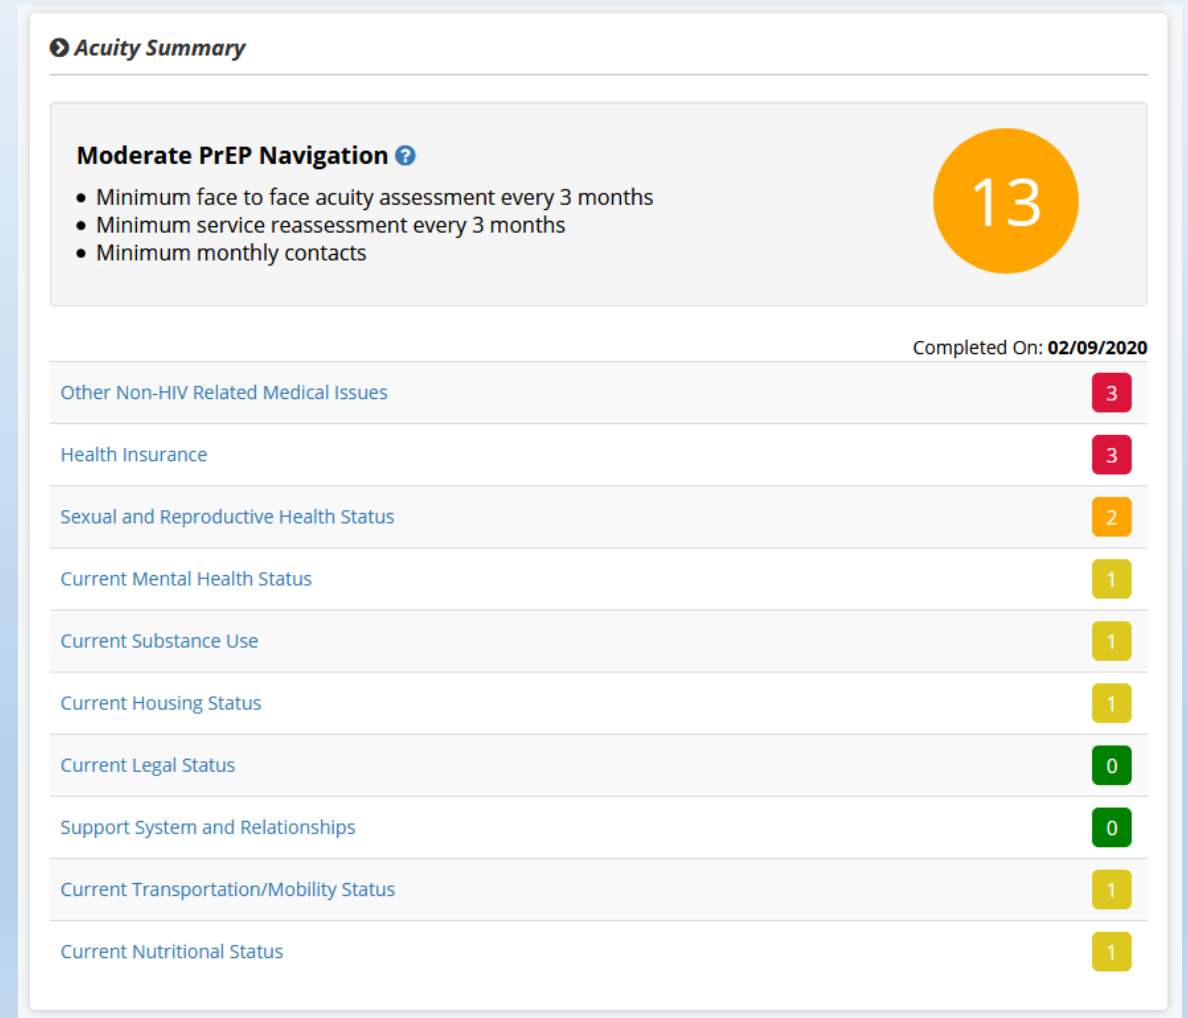 Acuity Summary
Moderate PrEP Navigation ?
• Minimum face to face acuity assessment every 3 months
• Minimum service reassessment every 3 months
• Minimum monthly contacts
13
Completed On: 02/09/2020
Other Non-HIV Related Medical Issues 3
Health Insurance 3
Sexual and Reproductive Health Status 2
Current Mental Health Status 1
Current Substance Use 1
Current Housing Status 1
Current Legal Status 0
Support System and Relationships 0
Current Transportation/Mobility Status 1
Current Nutritional Status 1